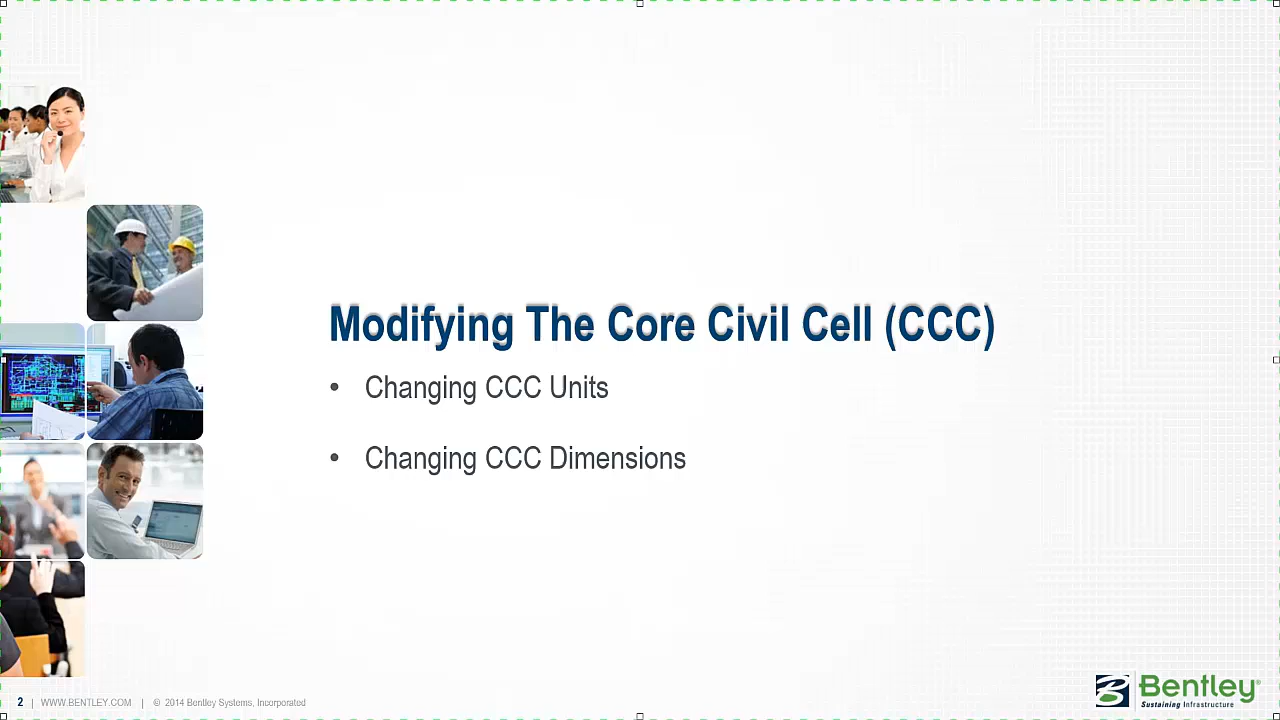 Modifying The Core Civil Cell (CCC)
• Changing CCC Units
• Changing CCC Dimensions
2 | WWW.BENTLEY.COM | © 2014 Bentley Systems, Incorporated
Bentley®
Sustaining Infrastructure